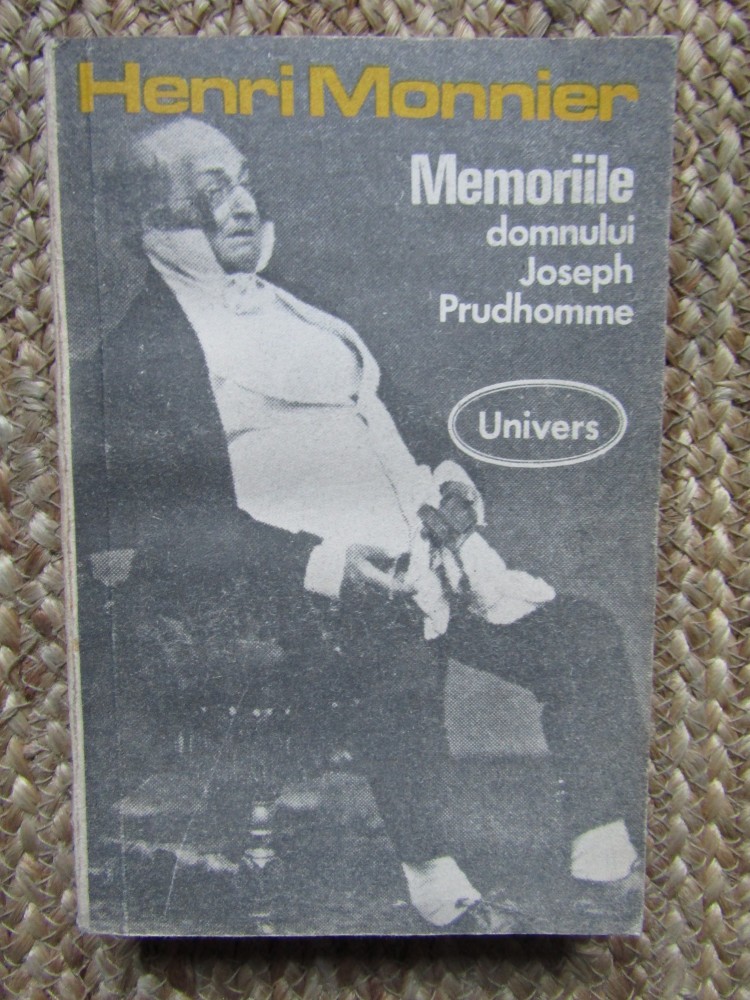 Henri Monnier
Memoriile
domnului
Joseph
Prudhomme
Univers